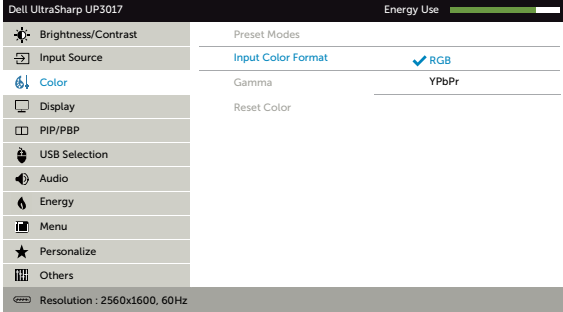 Dell UltraSharp UP3017 Energy Use
Brightness/Contrast Preset Modes
Input Source Input Color Format RGB
Color Gamma YPbPr
Display Reset Color
PIP/PBP
USB Selection
Audio
Energy
Menu
Personalize
Others
Resolution : 2560x1600, 60Hz